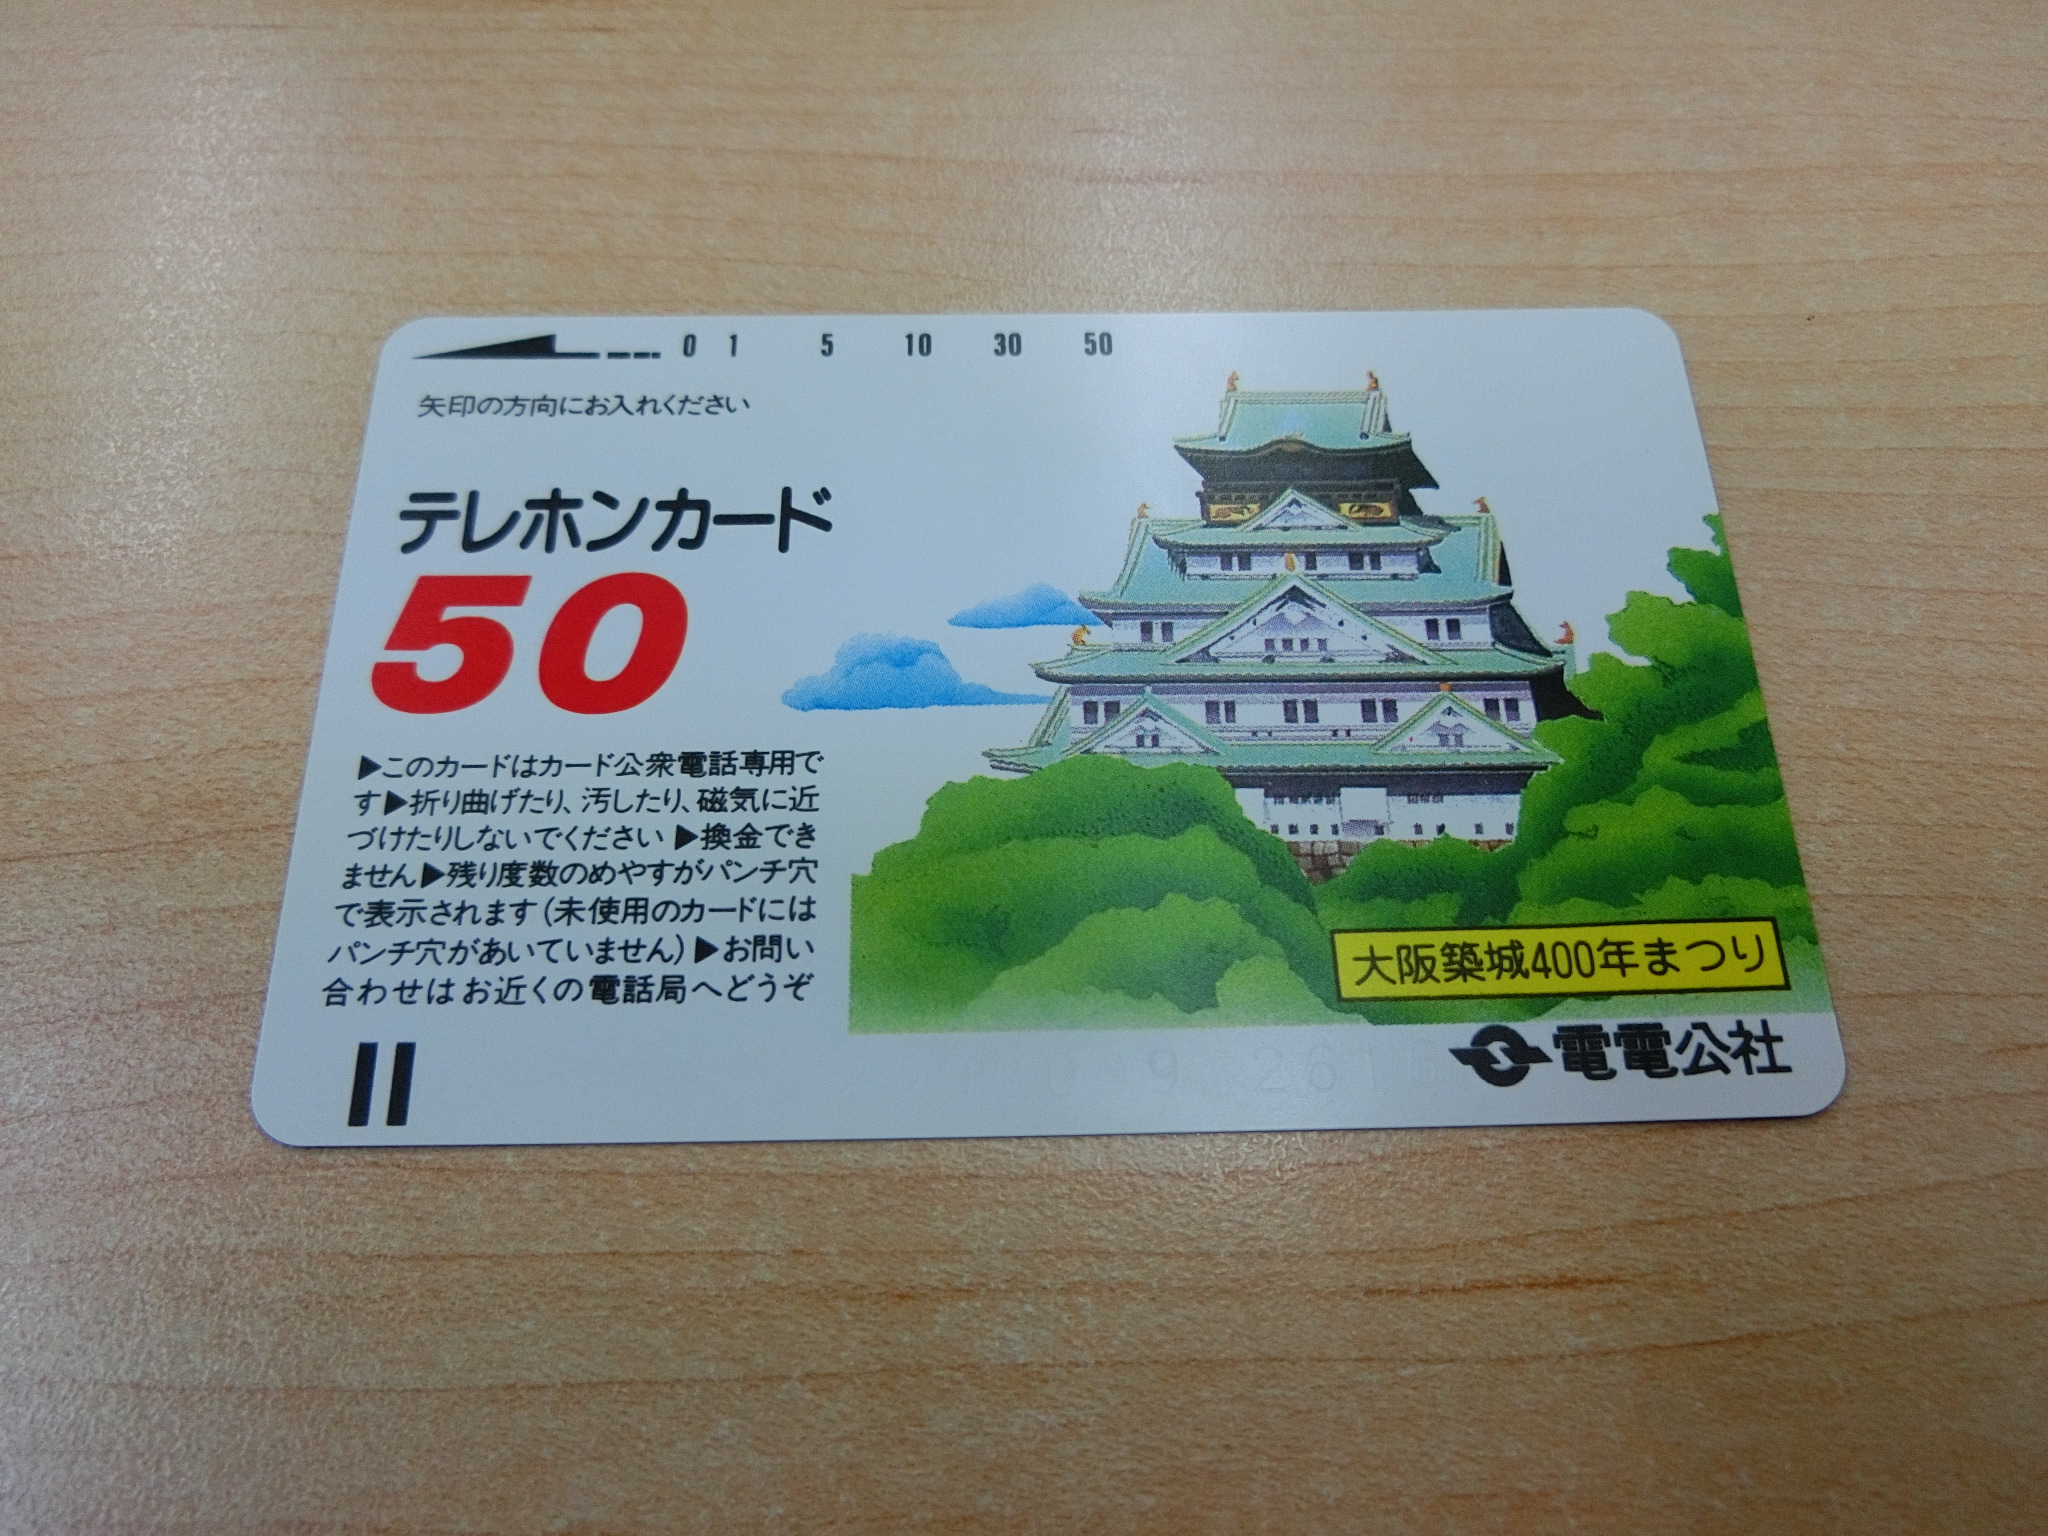 0 1 5 10 30 50
矢印の方向にお入れください
テレホンカード
50
▶このカードはカード公衆電話専用で
す▶折り曲げたり、汚したり、磁気に近
づけたりしないでください▶換金でき
ません▶残り度数のめやすがパンチ穴
で表示されます(未使用のカードには
パンチ穴があいていません)▶お問い
合わせはお近くの電話局へどうぞ
大阪築城400年まつり
電電公社